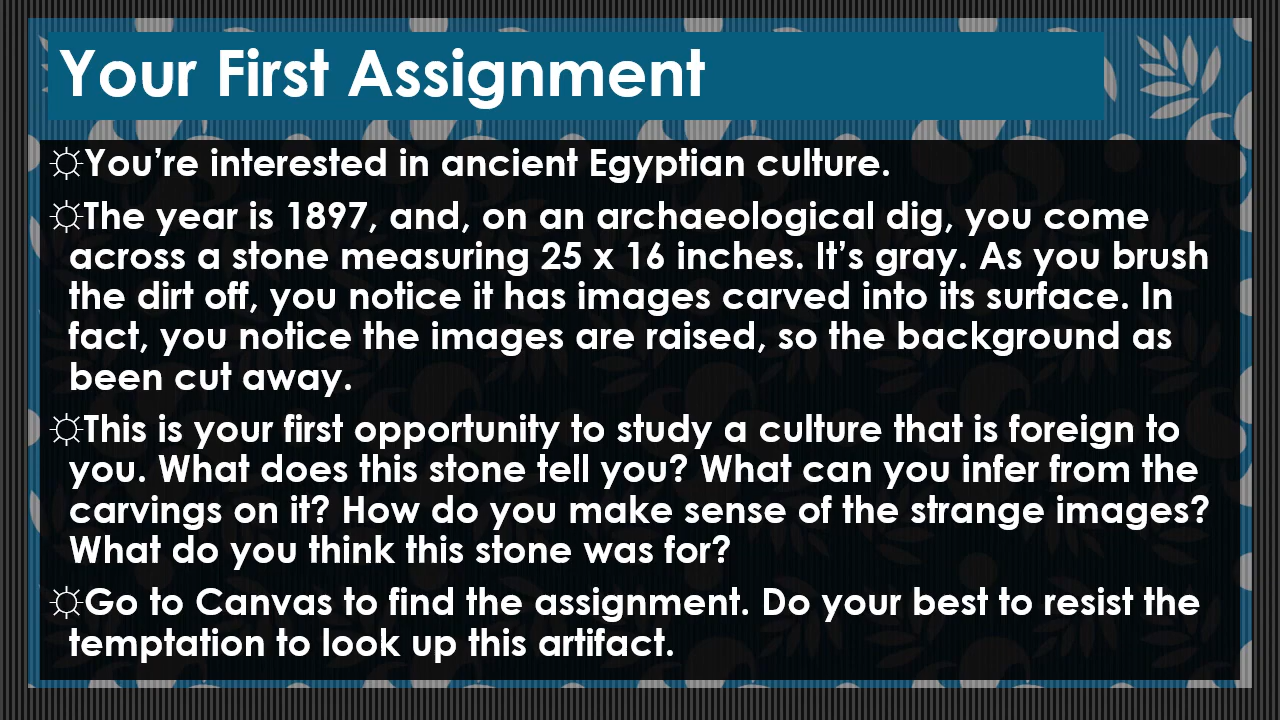 Your First Assignment
☼You’re interested in ancient Egyptian culture.
☼The year is 1897, and, on an archaeological dig, you come
across a stone measuring 25 x 16 inches. It’s gray. As you brush
the dirt off, you notice it has images carved into its surface. In
fact, you notice the images are raised, so the background as
been cut away.
☼This is your first opportunity to study a culture that is foreign to
you. What does this stone tell you? What can you infer from the
carvings on it? How do you make sense of the strange images?
What do you think this stone was for?
☼Go to Canvas to find the assignment. Do your best to resist the
temptation to look up this artifact.